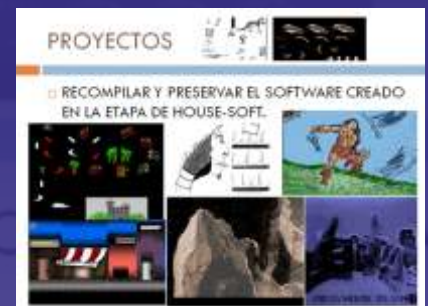 PROYECTOS
RECOMPILAR Y PRESERVAR EL SOFTWARE CREADO
EN LA ETAPA DE HOUSE-SOFT.